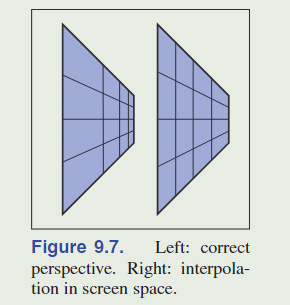 Figure 9.7. Left: correct
perspective. Right: interpola-
tion in screen space.